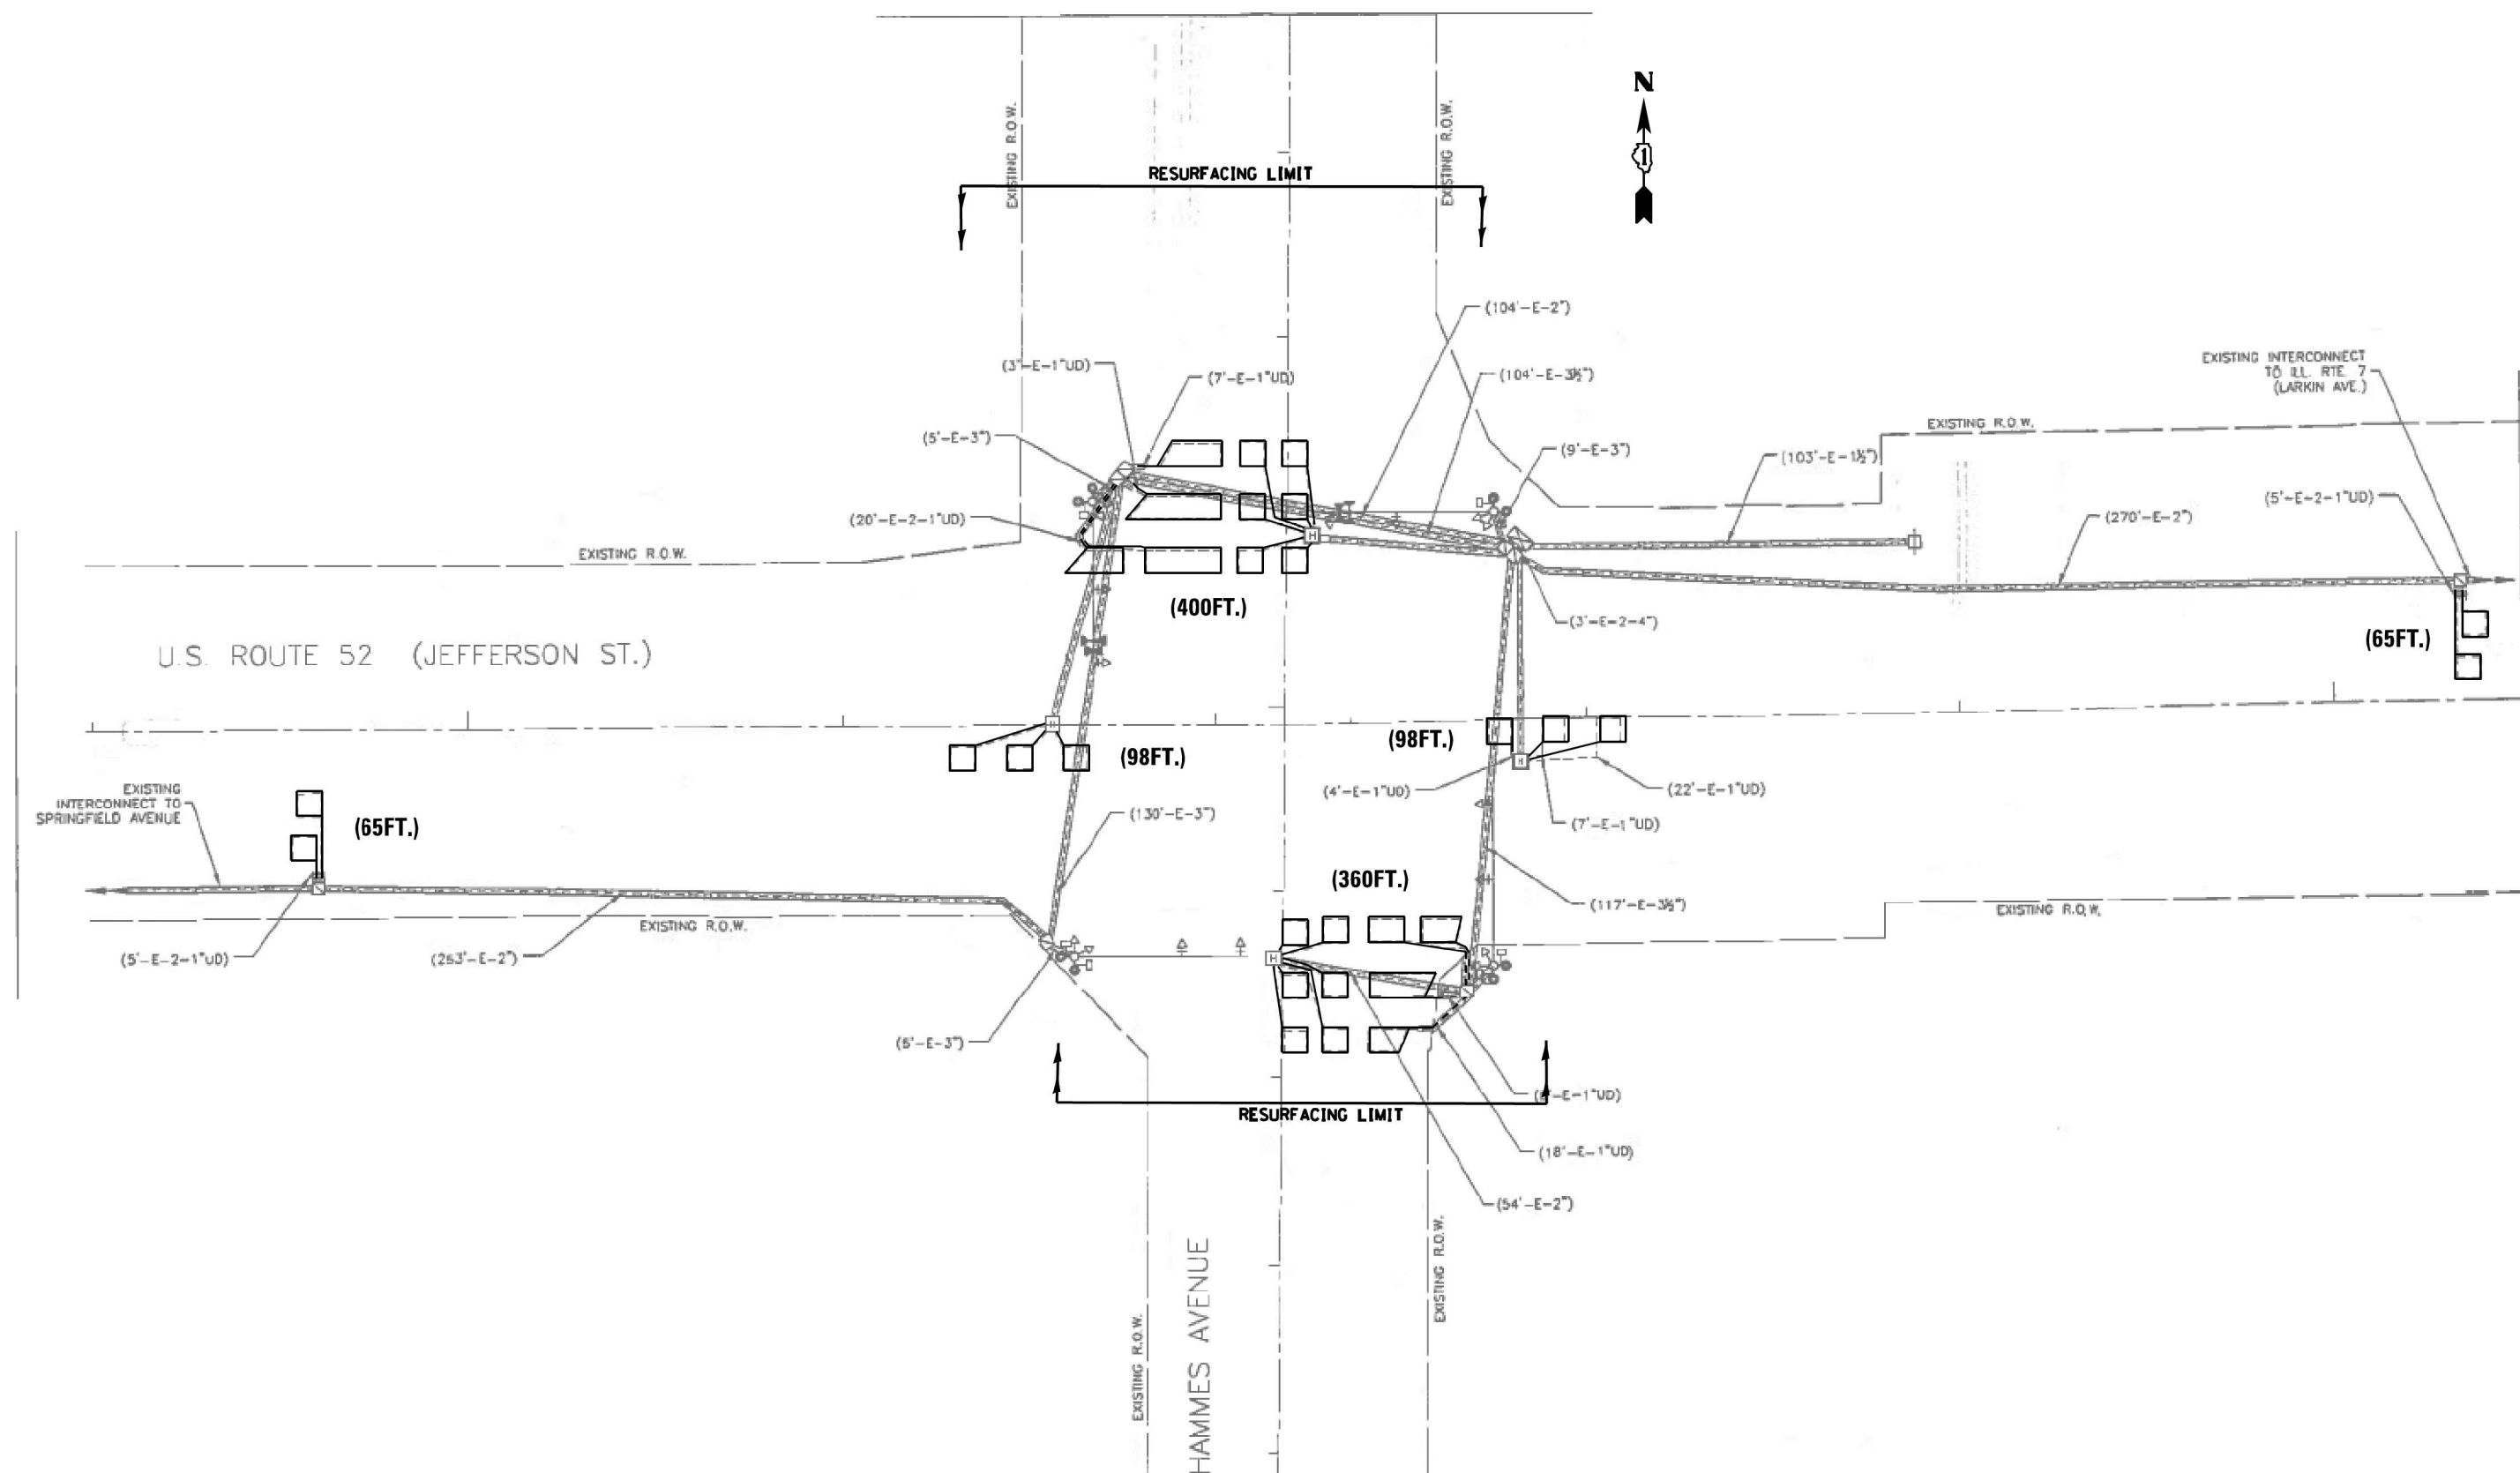 N
1
EXISTING R.O.W.
EXISTING R.O.W.
RESURFACING LIMIT
(104'-E-2")
(3'-E-1"UD)
(7'-E-1"UD)
(104'-E-3½")
EXISTING INTERCONNECT
TO ILL. RTE. 7
(LARKIN AVE.)
(5'-E-3")
(9'-E-3")
(103'-E-1½")
EXISTING R.O.W.
(20'-E-2-1"UD)
(270'-E-2")
(5'-E-2-1"UD)
EXISTING R.O.W.
H
(400FT.)
(3'-E-2-4")
(65FT.)
U.S. ROUTE 52 (JEFFERSON ST.)
H
(98FT.)
(98FT.)
H
(4'-E-1"UD)
(22'-E-1"UD)
(7'-E-1"UD)
EXISTING
INTERCONNECT TO
SPRINGFIELD AVENUE
(65FT.)
(130'-E-3")
(360FT.)
(117'-E-3½")
EXISTING R.O.W.
EXISTING R.O.W.
(5'-E-2-1"UD)
(263'-E-2")
H
R
(5'-E-3")
-E-1"UD)
RESURFACING LIMIT
(18'-E-1"UD)
(54'-E-2")
HAMMES AVENUE
EXISTING R.O.W.
EXISTING R.O.W.